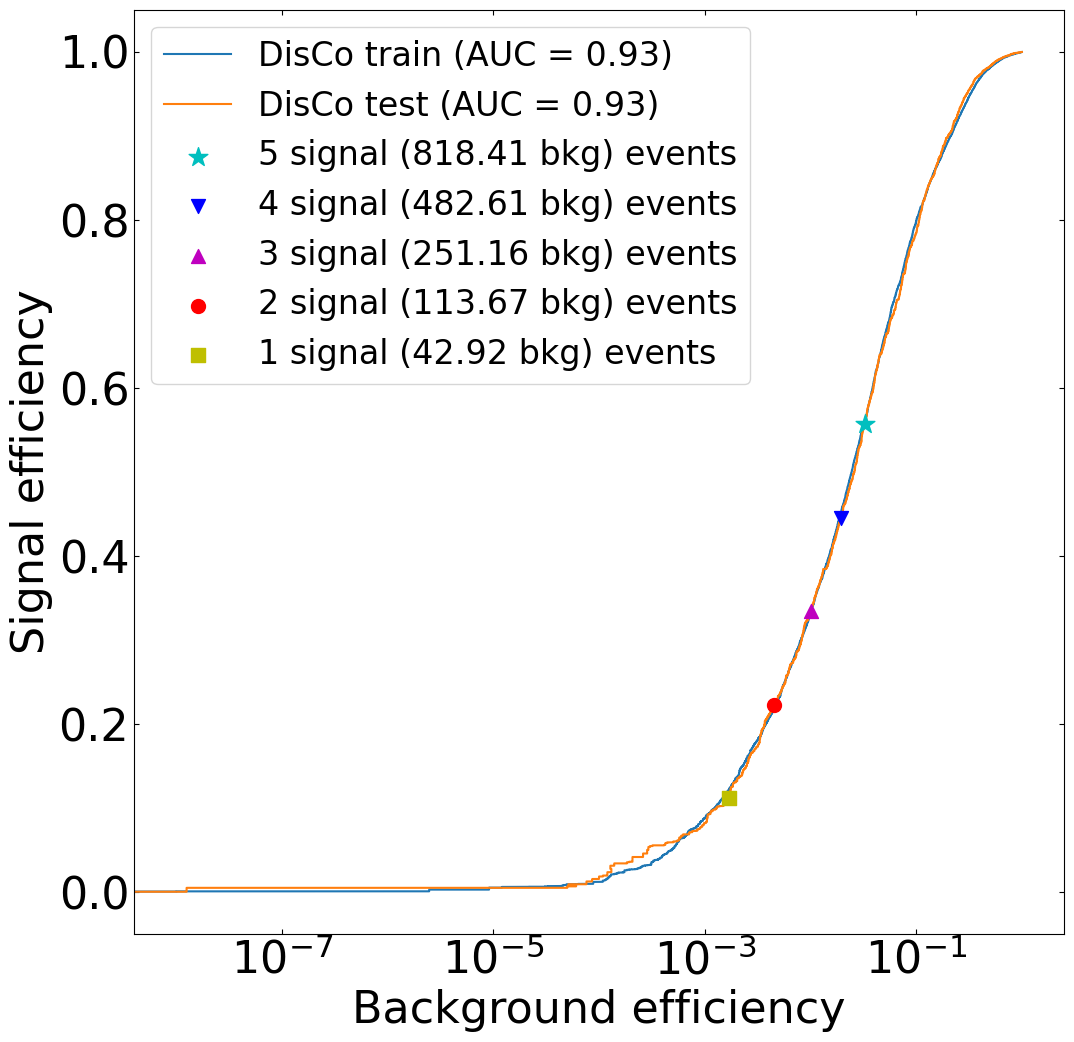 DisCo train (AUC = 0.93)
DisCo test (AUC = 0.93)
5 signal (818.41 bkg) events
4 signal (482.61 bkg) events
3 signal (251.16 bkg) events
2 signal (113.67 bkg) events
1 signal (42.92 bkg) events
Signal efficiency
1.0
0.8
0.6
0.4
0.2
0.0
10⁻⁷ 10⁻⁵ 10⁻³ 10⁻¹
Background efficiency